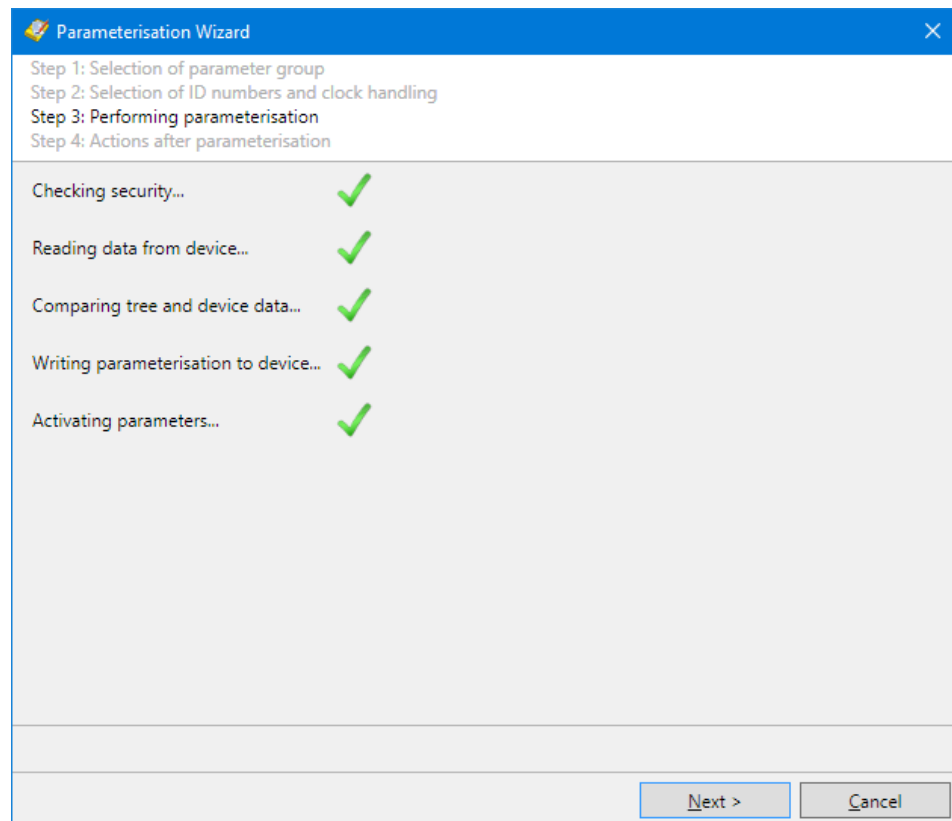 Parameterisation Wizard
Step 1: Selection of parameter group
Step 2: Selection of ID numbers and clock handling
Step 3: Performing parameterisation
Step 4: Actions after parameterisation
Checking security...
Reading data from device...
Comparing tree and device data...
Writing parameterisation to device...
Activating parameters...
Next > Cancel